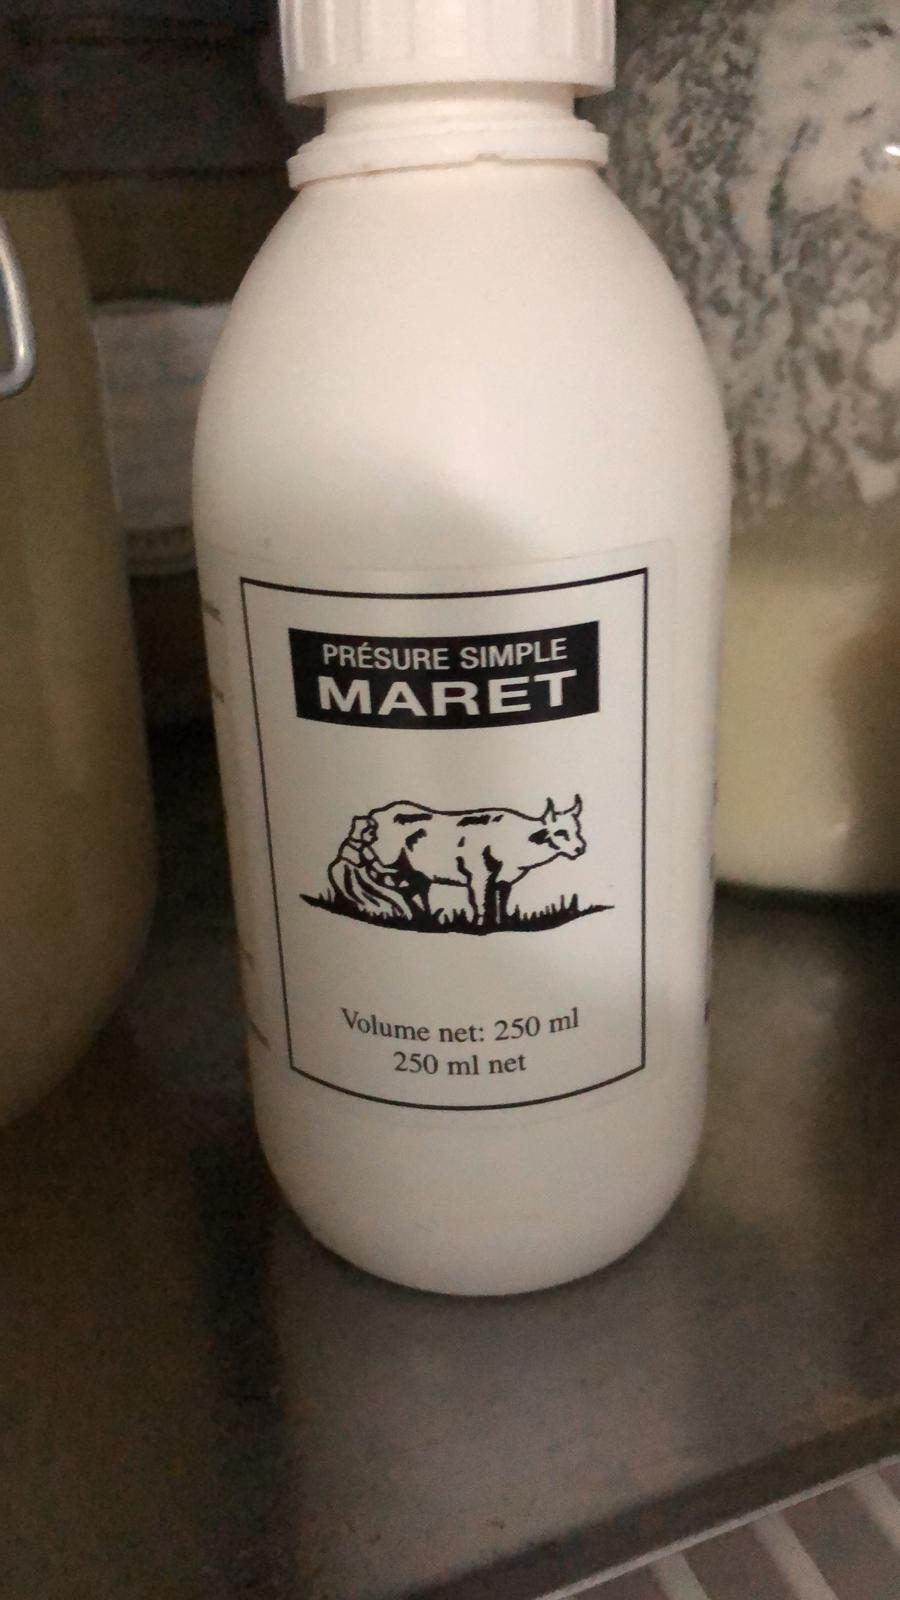 PRÉSURE SIMPLE
MARET
Volume net: 250 ml
250 ml net